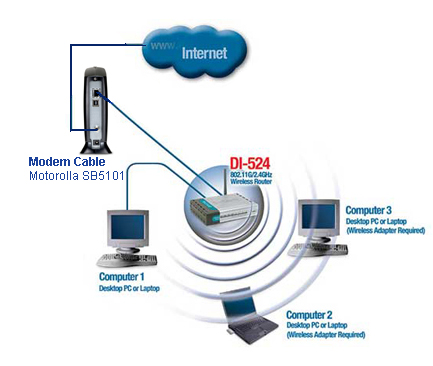 www.
Internet
Modem Cable
Motorolla SB5101
DI-524
802.11G/2.4GHz
Wireless Router
Computer 1
Desktop PC or Laptop
Computer 3
Desktop PC or Laptop
(Wireless Adapter Required)
Computer 2
Desktop PC or Laptop
(Wireless Adapter Required)